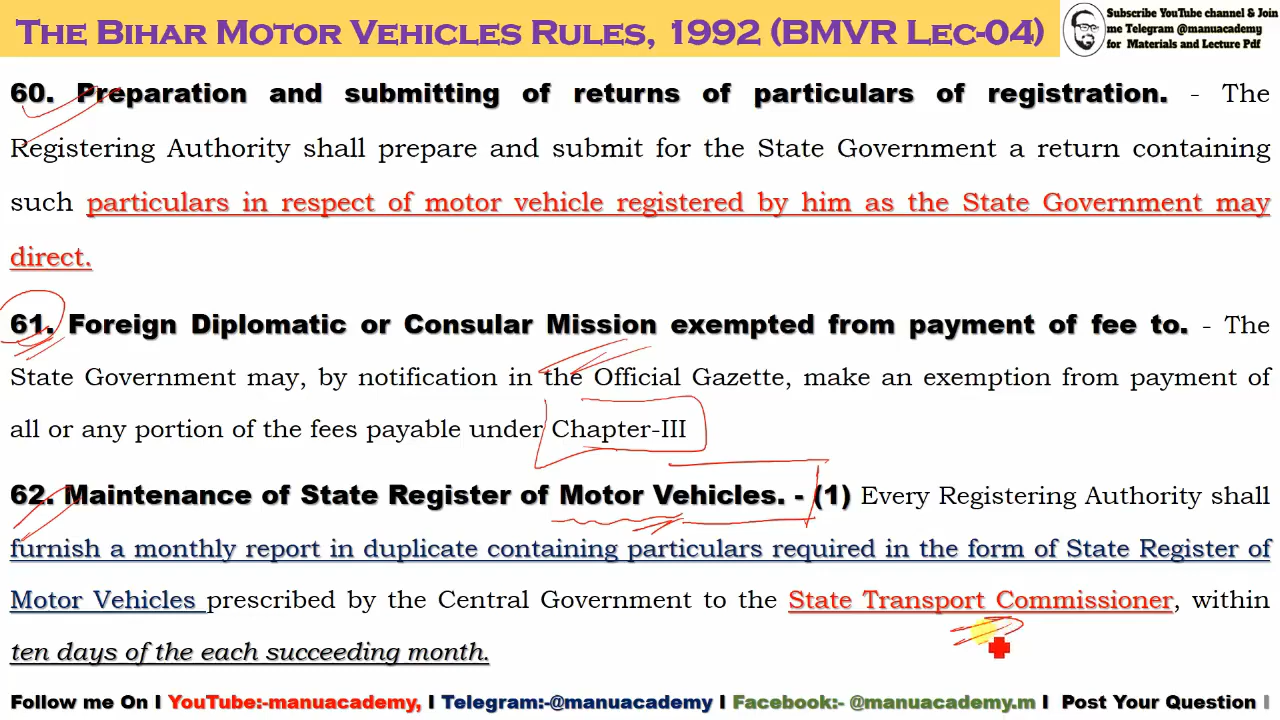 THE BIHAR MOTOR VEHICLES RULES, 1992 (BMVR LEC-04)
Subscribe YouTube channel & Join
me Telegram @manuacademy
for Materials and Lecture Pdf
60. Preparation and submitting of returns of particulars of registration. - The
Registering Authority shall prepare and submit for the State Government a return containing
such particulars in respect of motor vehicle registered by him as the State Government may
direct.
61. Foreign Diplomatic or Consular Mission exempted from payment of fee to. - The
State Government may, by notification in the Official Gazette, make an exemption from payment of
all or any portion of the fees payable under Chapter-III
62. Maintenance of State Register of Motor Vehicles. - (1) Every Registering Authority shall
furnish a monthly report in duplicate containing particulars required in the form of State Register of
Motor Vehicles prescribed by the Central Government to the State Transport Commissioner, within
ten days of the each succeeding month.
Follow me On I YouTube:-manuacademy, I Telegram:-@manuacademy I Facebook:- @manuacademy.m I Post Your Question I